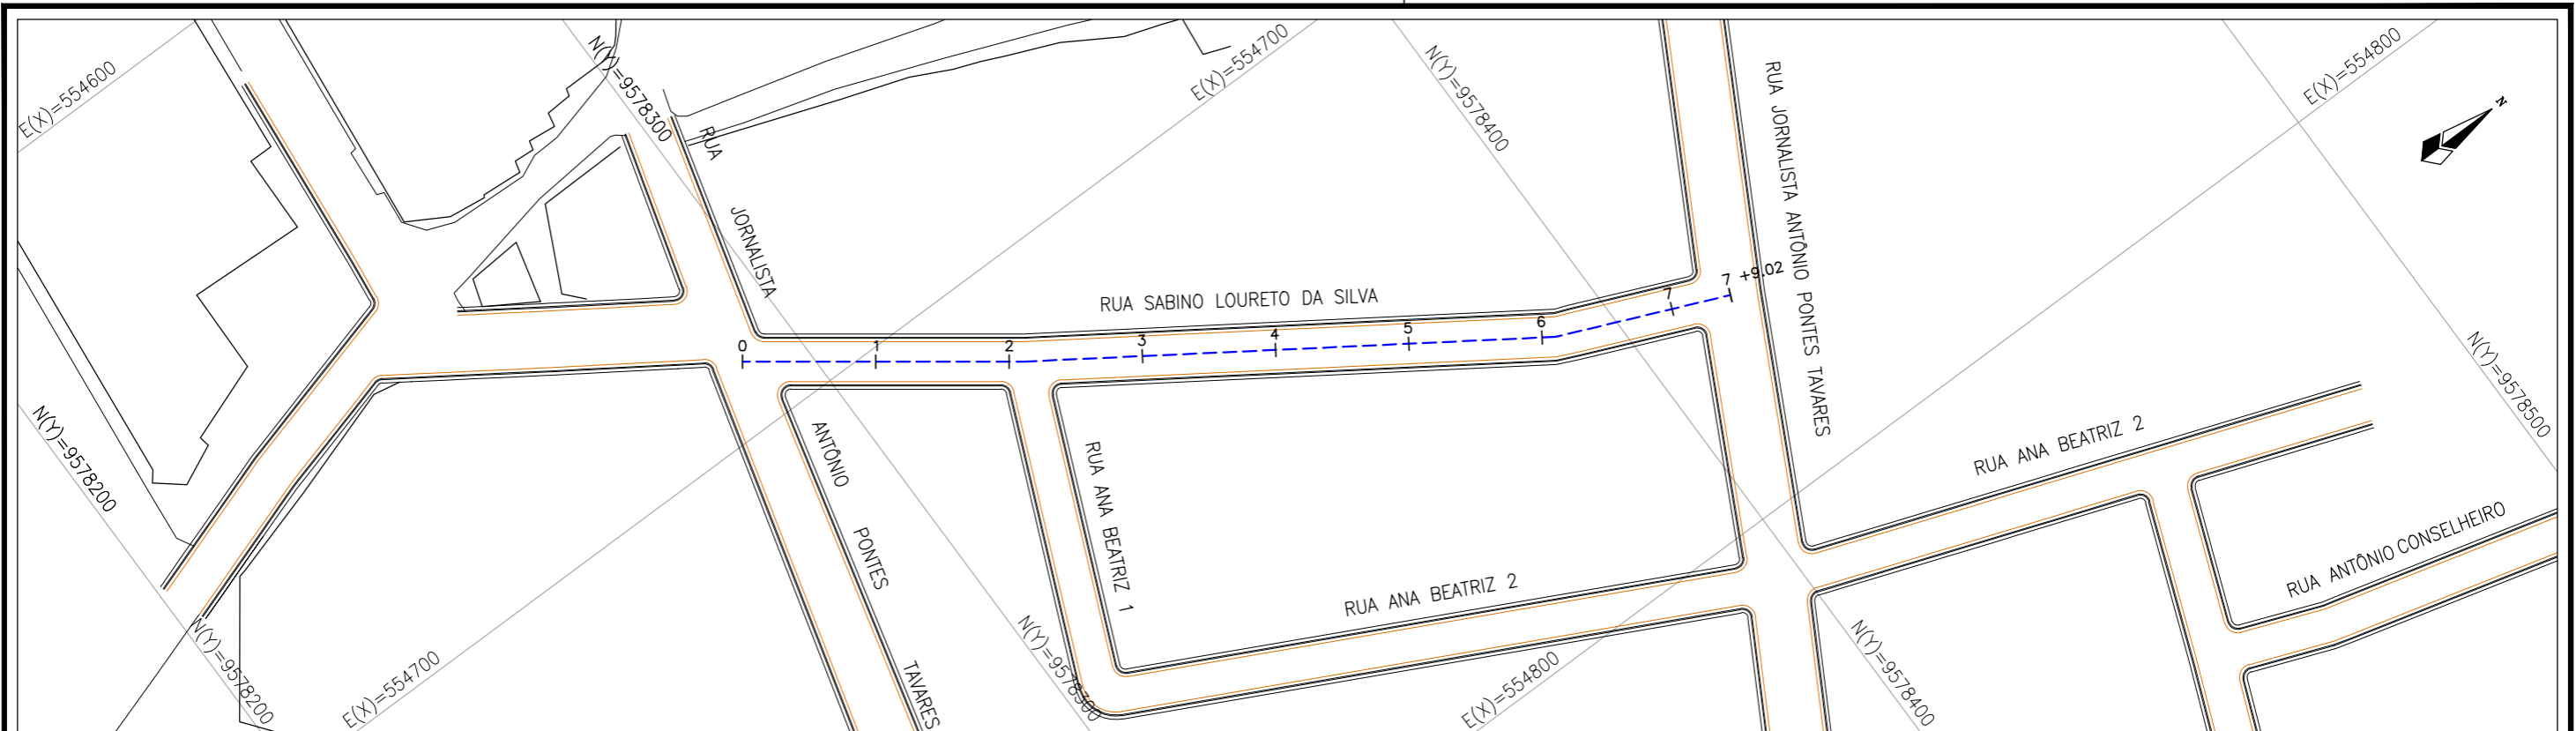 E(X)=554600
N(Y)=9578300
E(X)=554700
N(Y)=9578400
E(X)=554800
N
RUA
JORNALISTA
ANTÔNIO
PONTES
TAVARES
RUA JORNALISTA ANTÔNIO PONTES TAVARES
RUA SABINO LOURETO DA SILVA
0
1
2
3
4
5
6
7
7 +9.02
N(Y)=9578500
N(Y)=9578200
RUA ANA BEATRIZ 1
RUA ANA BEATRIZ 2
RUA ANA BEATRIZ 2
RUA ANTÔNIO CONSELHEIRO
N(Y)=9578200
E(X)=554700
N(Y)=9578300
E(X)=554800
N(Y)=9578400